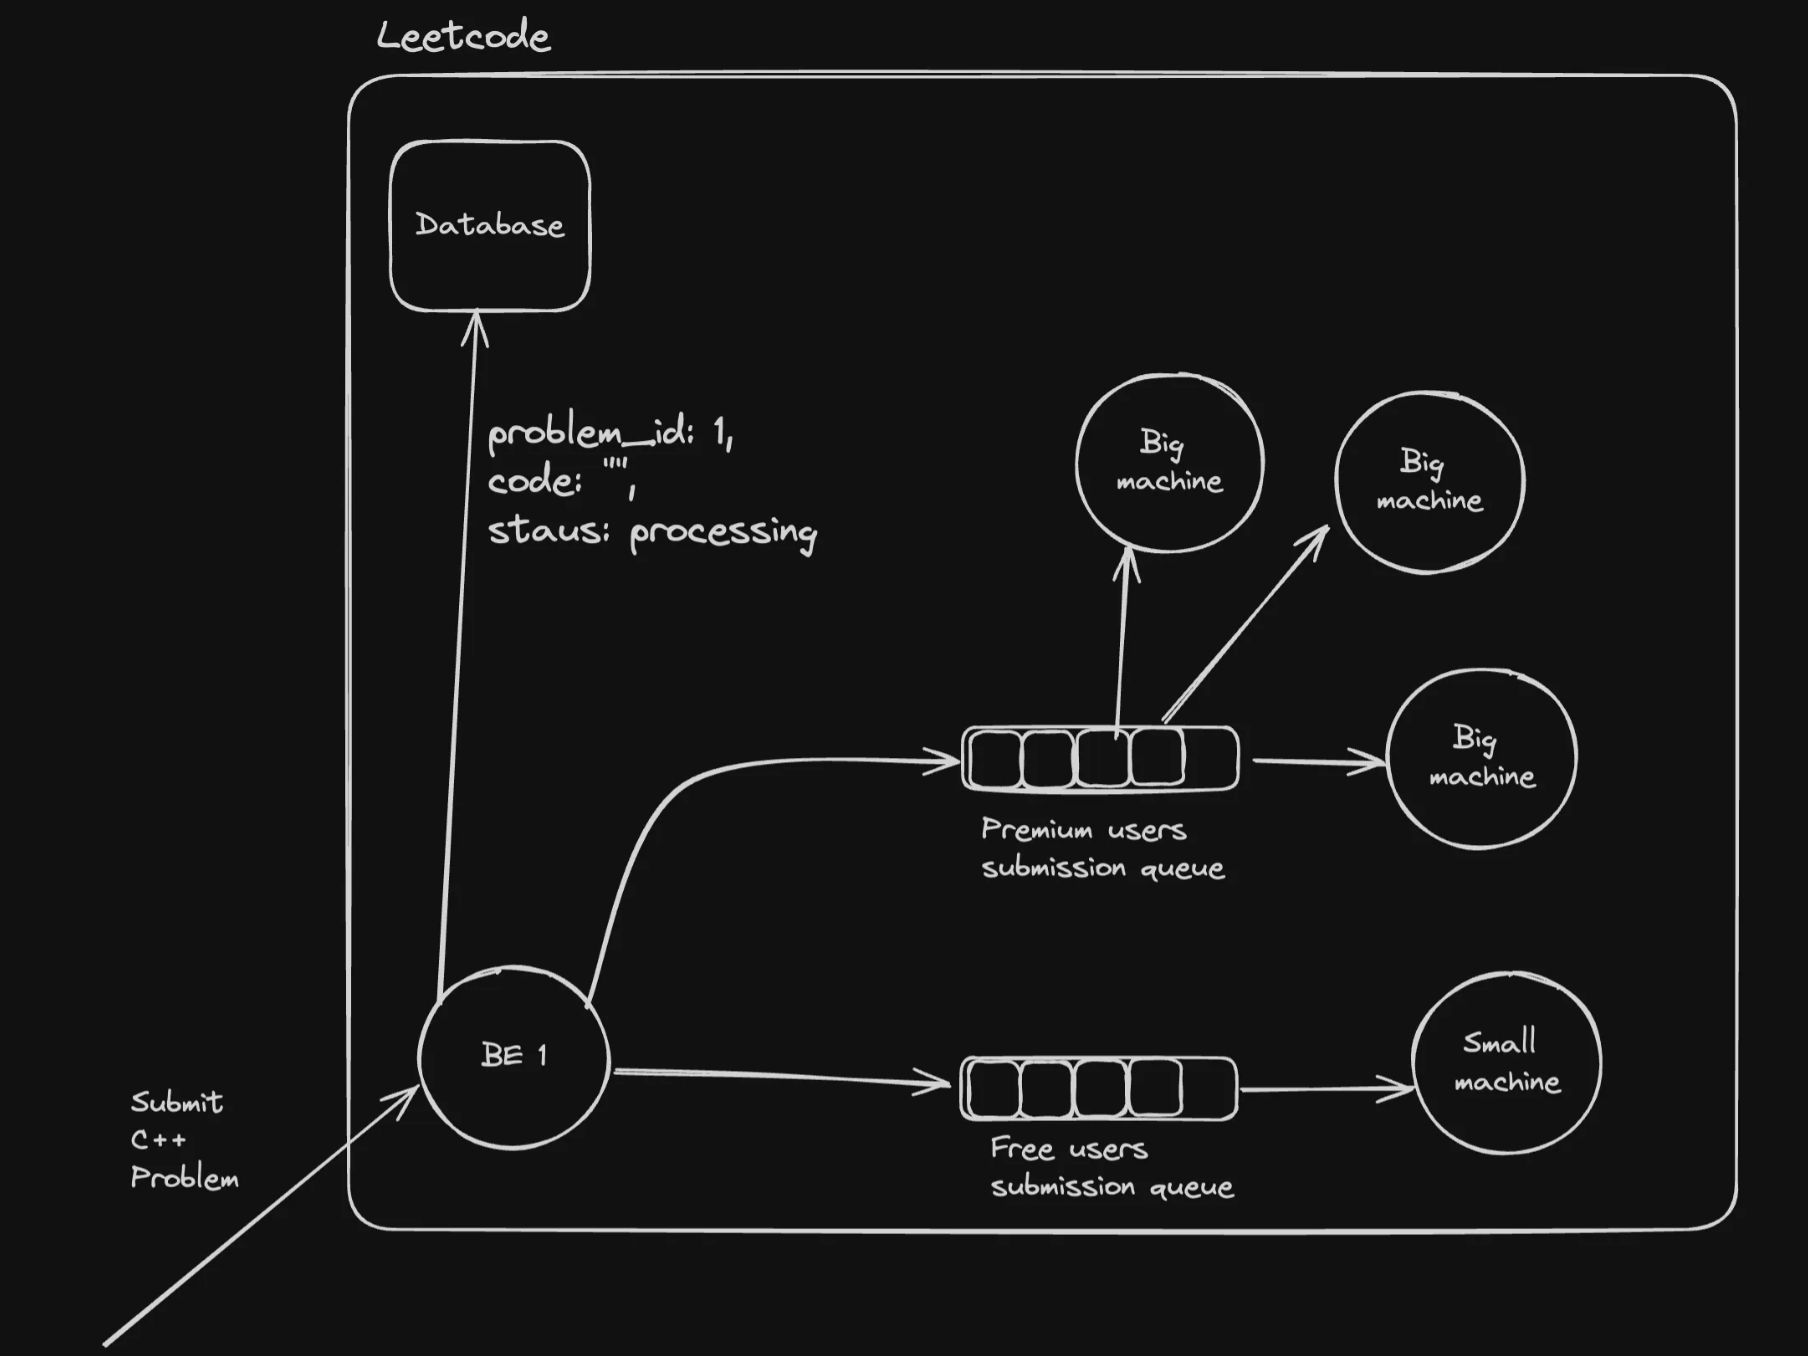 Leetcode
Database
problem_id: 1,
code: "",
staus: processing
Big
machine
Big
machine
Big
machine
Premium users
submission queue
BE 1
Small
machine
Submit
C++
Problem
Free users
submission queue